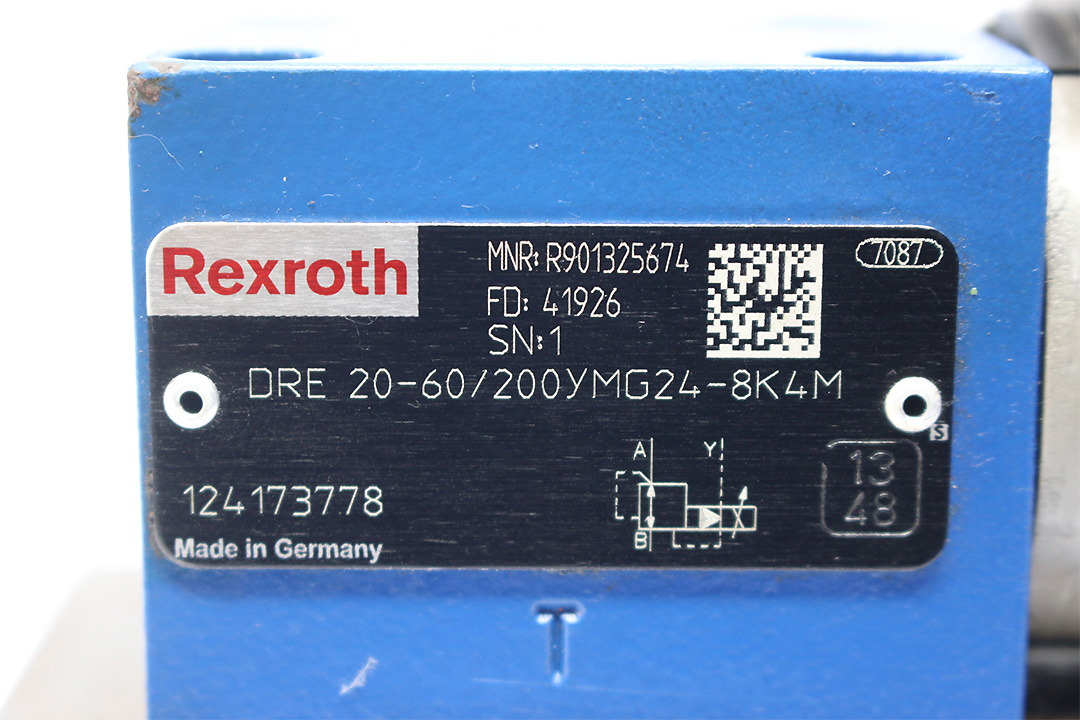 Rexroth
MNR: R901325674
7087
FD: 41926
SN: 1
DRE 20-60/200YMG24-8K4M
S
A
Y
13
48
124173778
B
Made in Germany
T